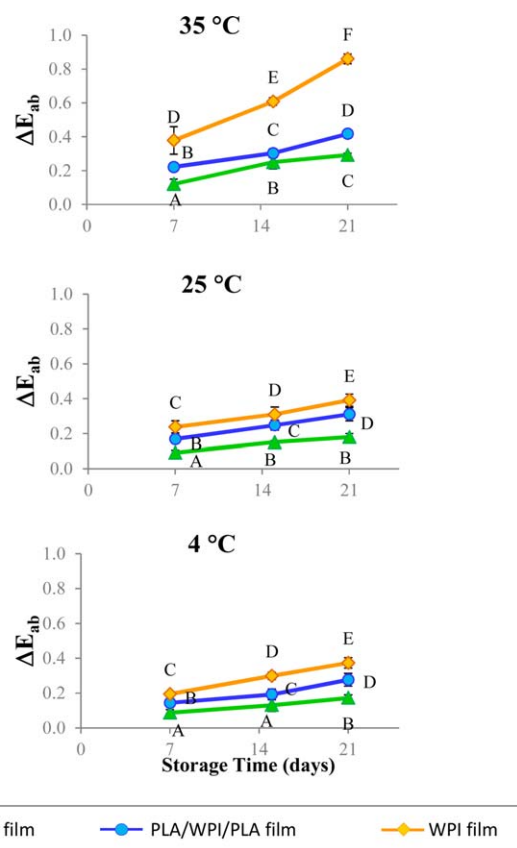 35 °C
1.0
0.8
0.6
0.4
0.2
0.0
ΔEab
D
B
A
E
C
B
F
D
C
0
7
14
21
25 °C
1.0
0.8
0.6
0.4
0.2
0.0
ΔEab
C
B
A
D
C
B
E
D
B
0
7
14
21
4 °C
1.0
0.8
0.6
0.4
0.2
0.0
ΔEab
C
B
A
D
C
A
E
D
B
0
7
14
21
Storage Time (days)
film
PLA/WPI/PLA film
WPI film